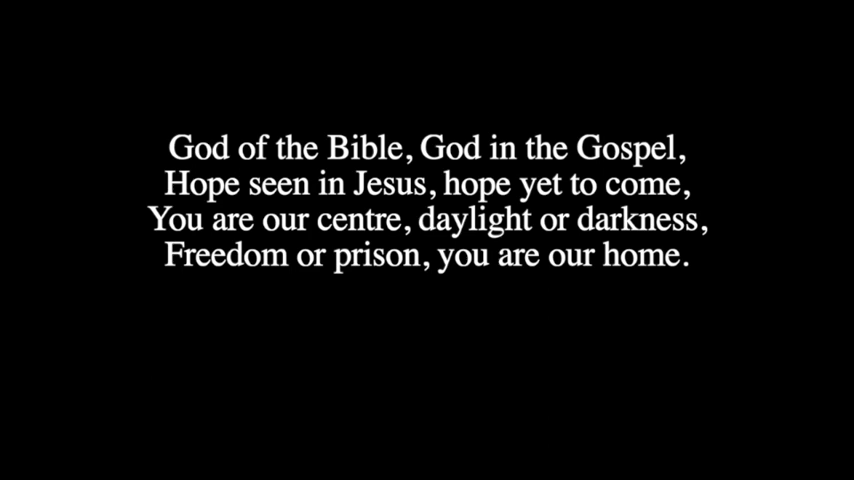 God of the Bible, God in the Gospel,
Hope seen in Jesus, hope yet to come,
You are our centre, daylight or darkness,
Freedom or prison, you are our home.